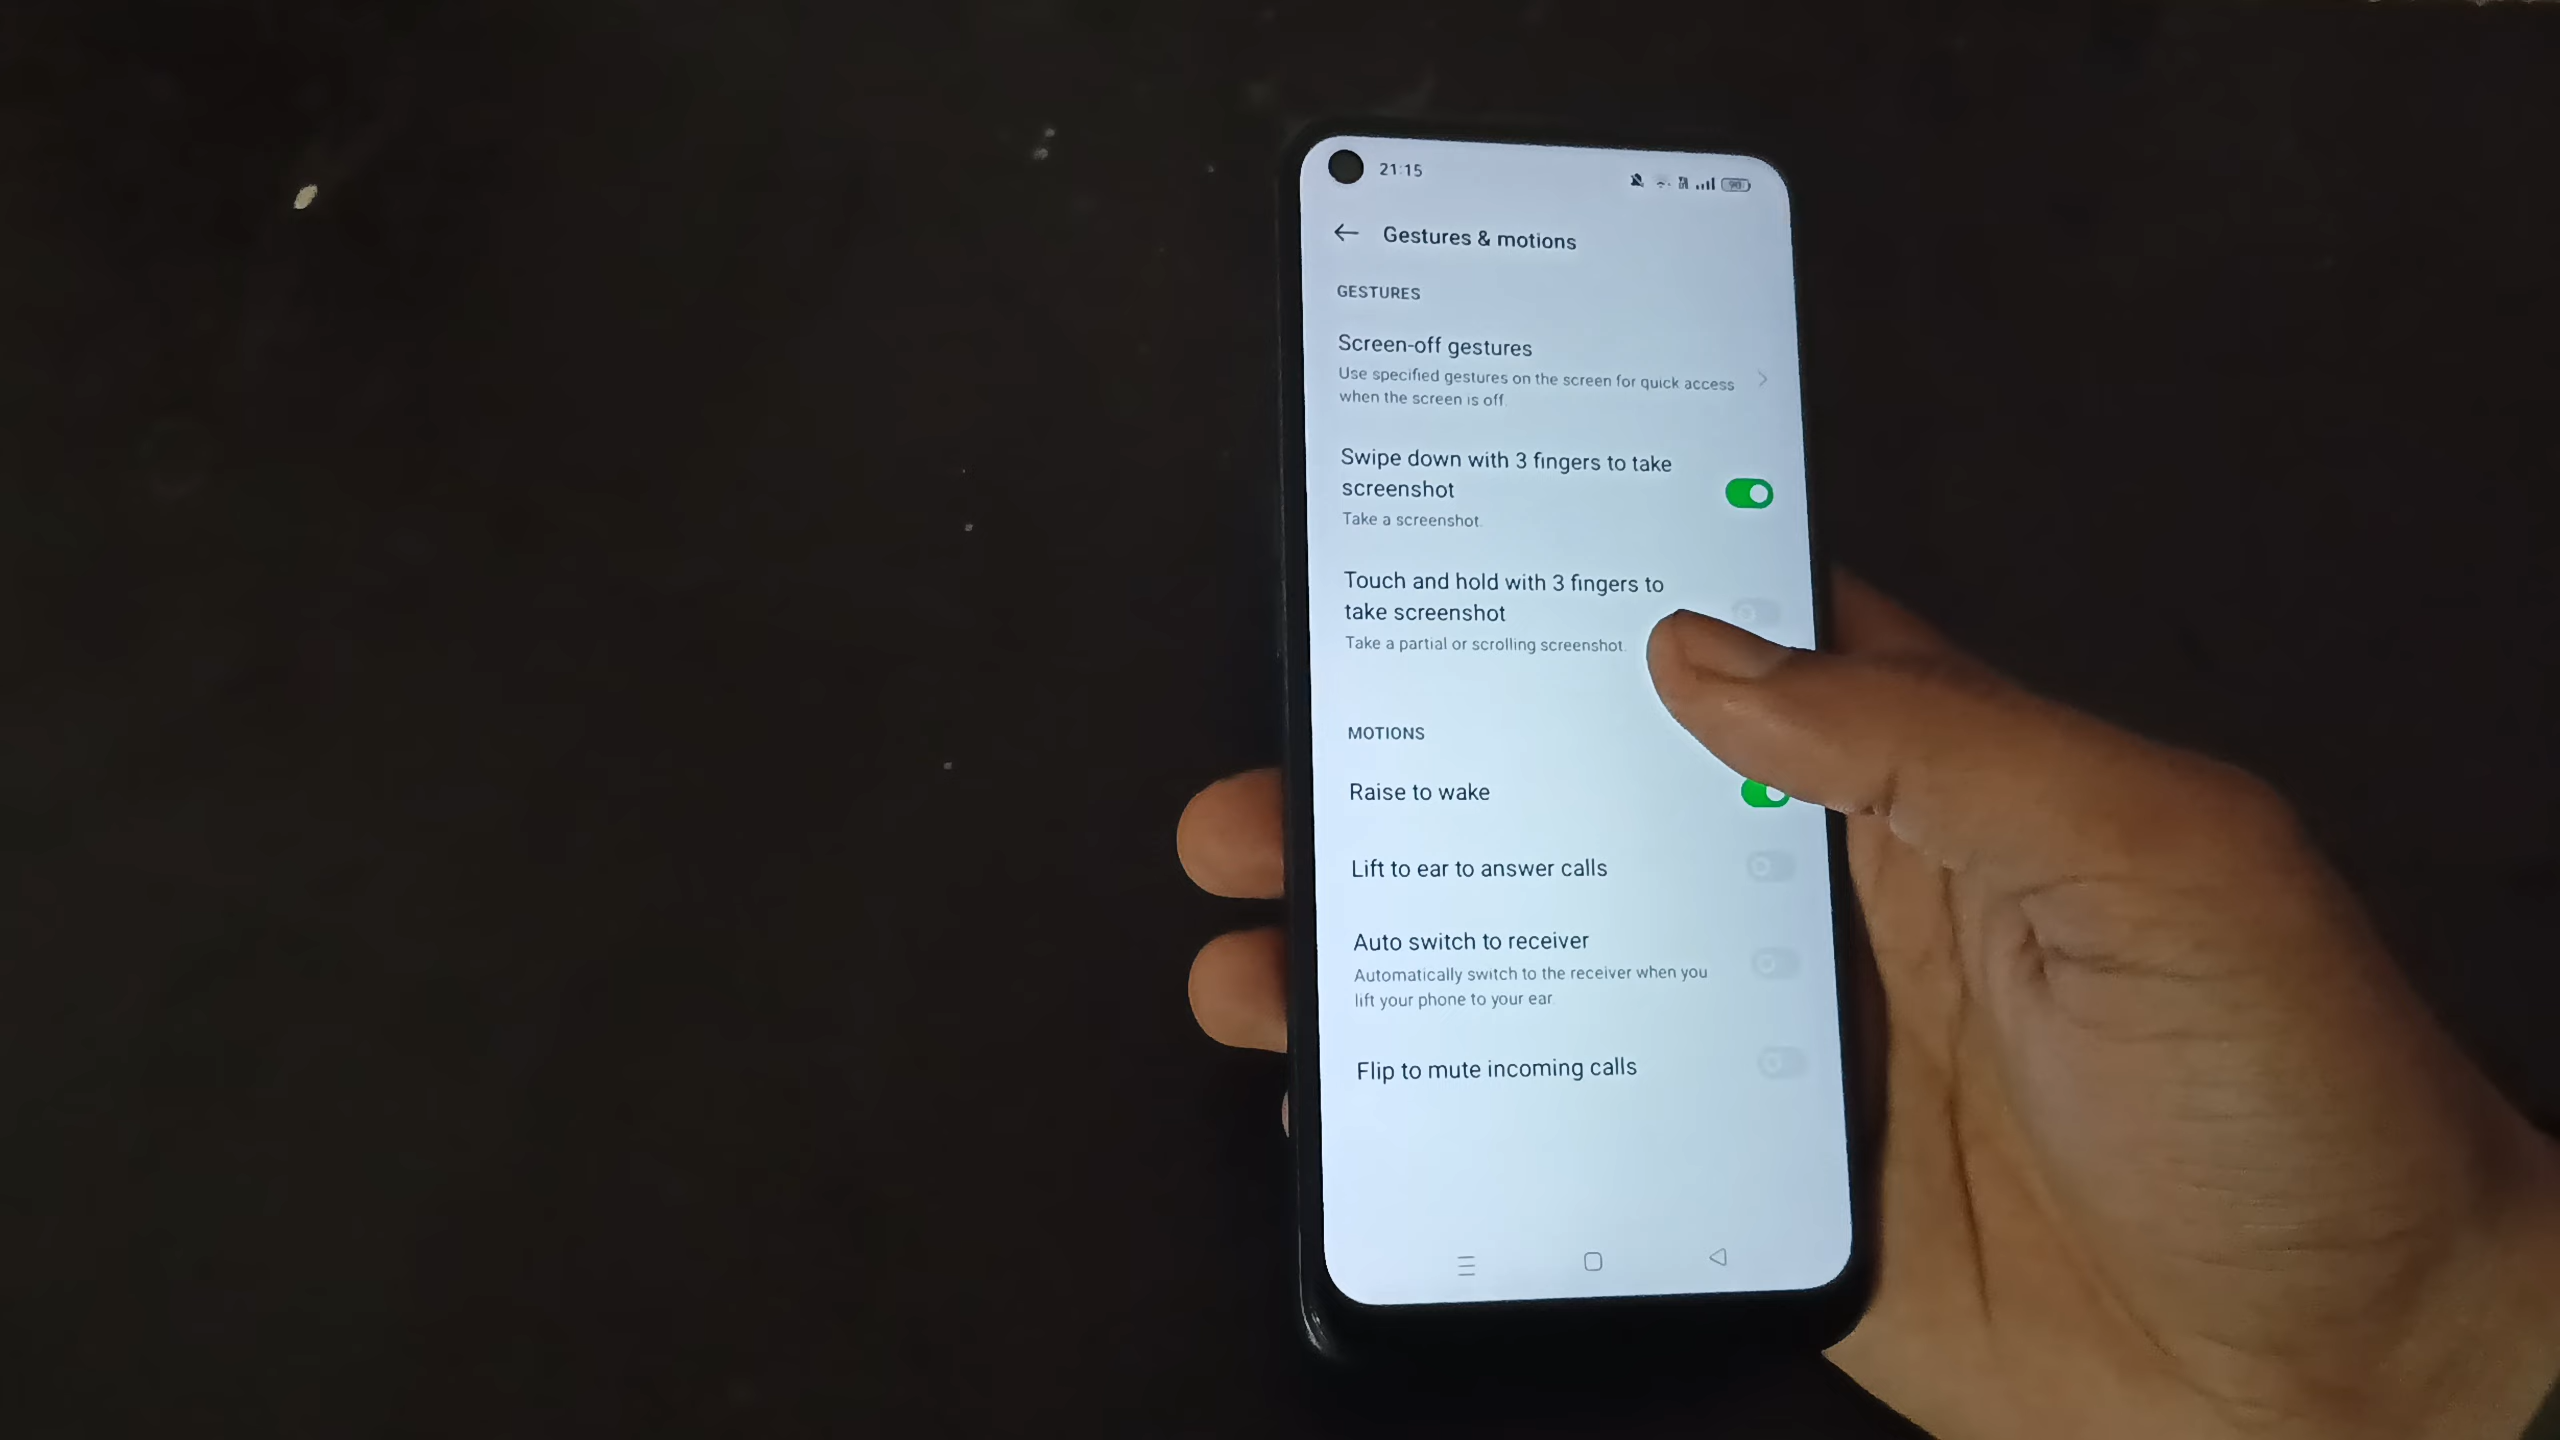 21:15
Gestures & motions
GESTURES
Screen-off gestures
Use specified gestures on the screen for quick access
when the screen is off.
Swipe down with 3 fingers to take
screenshot
Take a screenshot.
Touch and hold with 3 fingers to
take screenshot
Take a partial or scrolling screenshot.
MOTIONS
Raise to wake
Lift to ear to answer calls
Auto switch to receiver
Automatically switch to the receiver when you
lift your phone to your ear
Flip to mute incoming calls